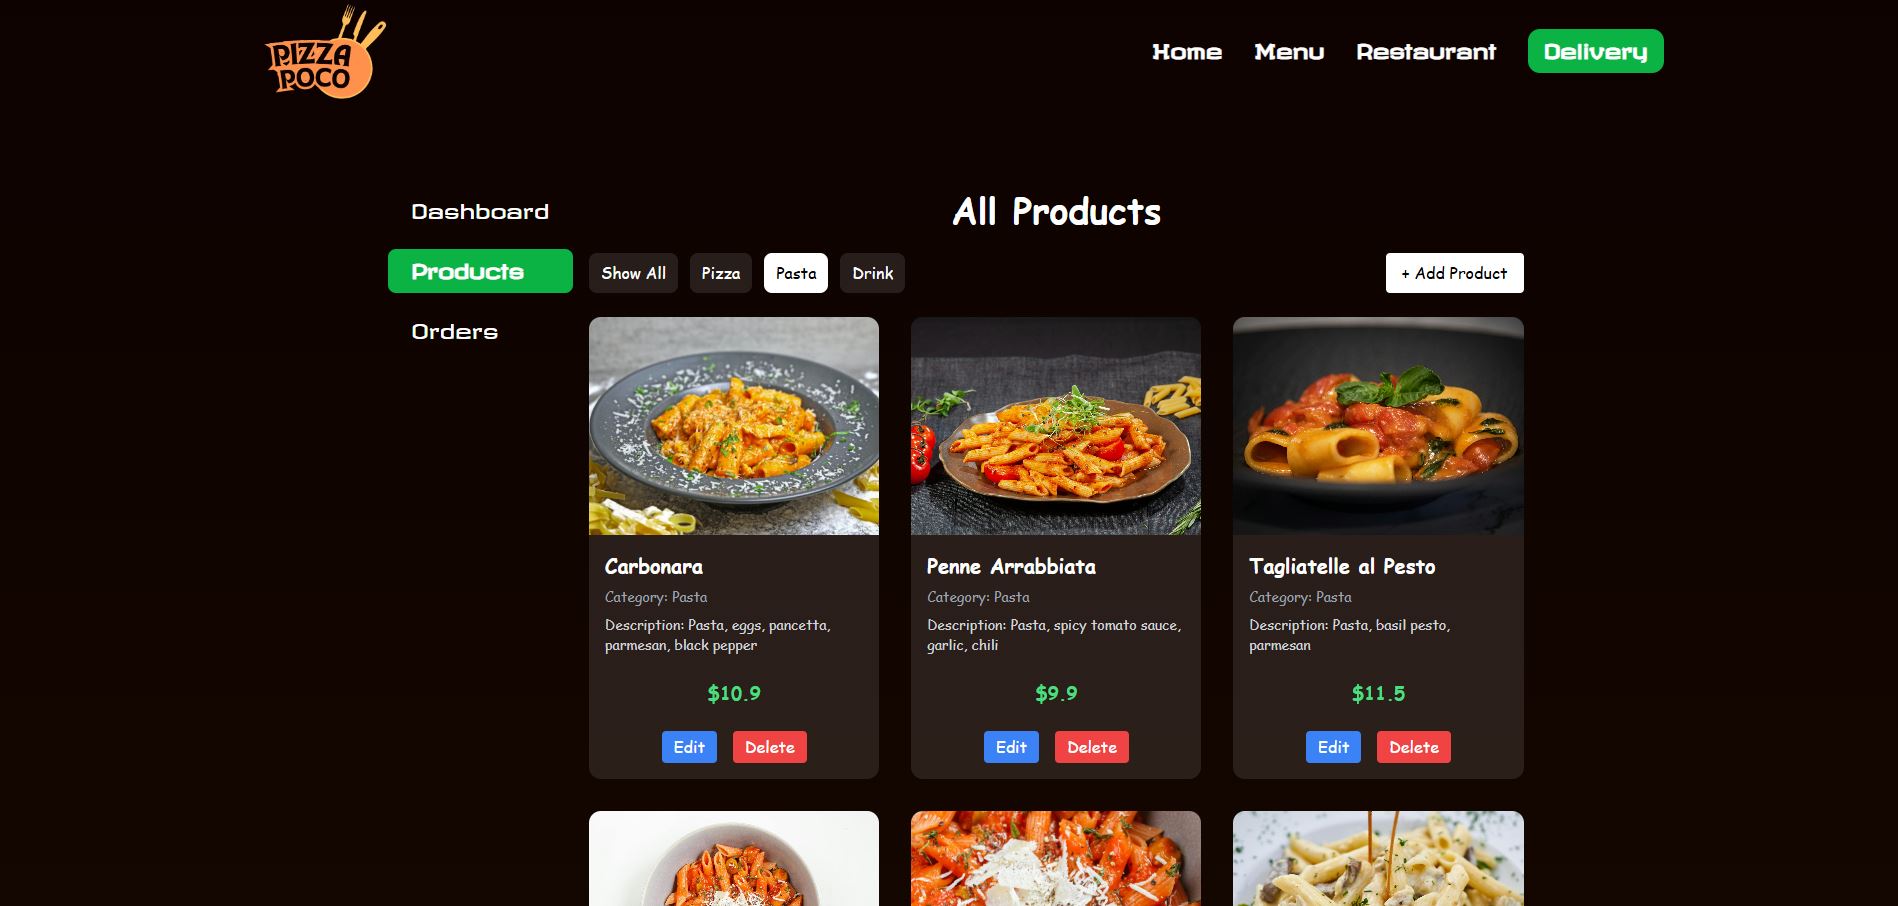 PIZZA
POCO
Home Menu Restaurant Delivery
Dashboard
Products
Orders
All Products
Show All Pizza Pasta Drink + Add Product
Carbonara
Category: Pasta
Description: Pasta, eggs, pancetta,
parmesan, black pepper
$10.9
Edit Delete
Penne Arrabbiata
Category: Pasta
Description: Pasta, spicy tomato sauce,
garlic, chili
$9.9
Edit Delete
Tagliatelle al Pesto
Category: Pasta
Description: Pasta, basil pesto,
parmesan
$11.5
Edit Delete